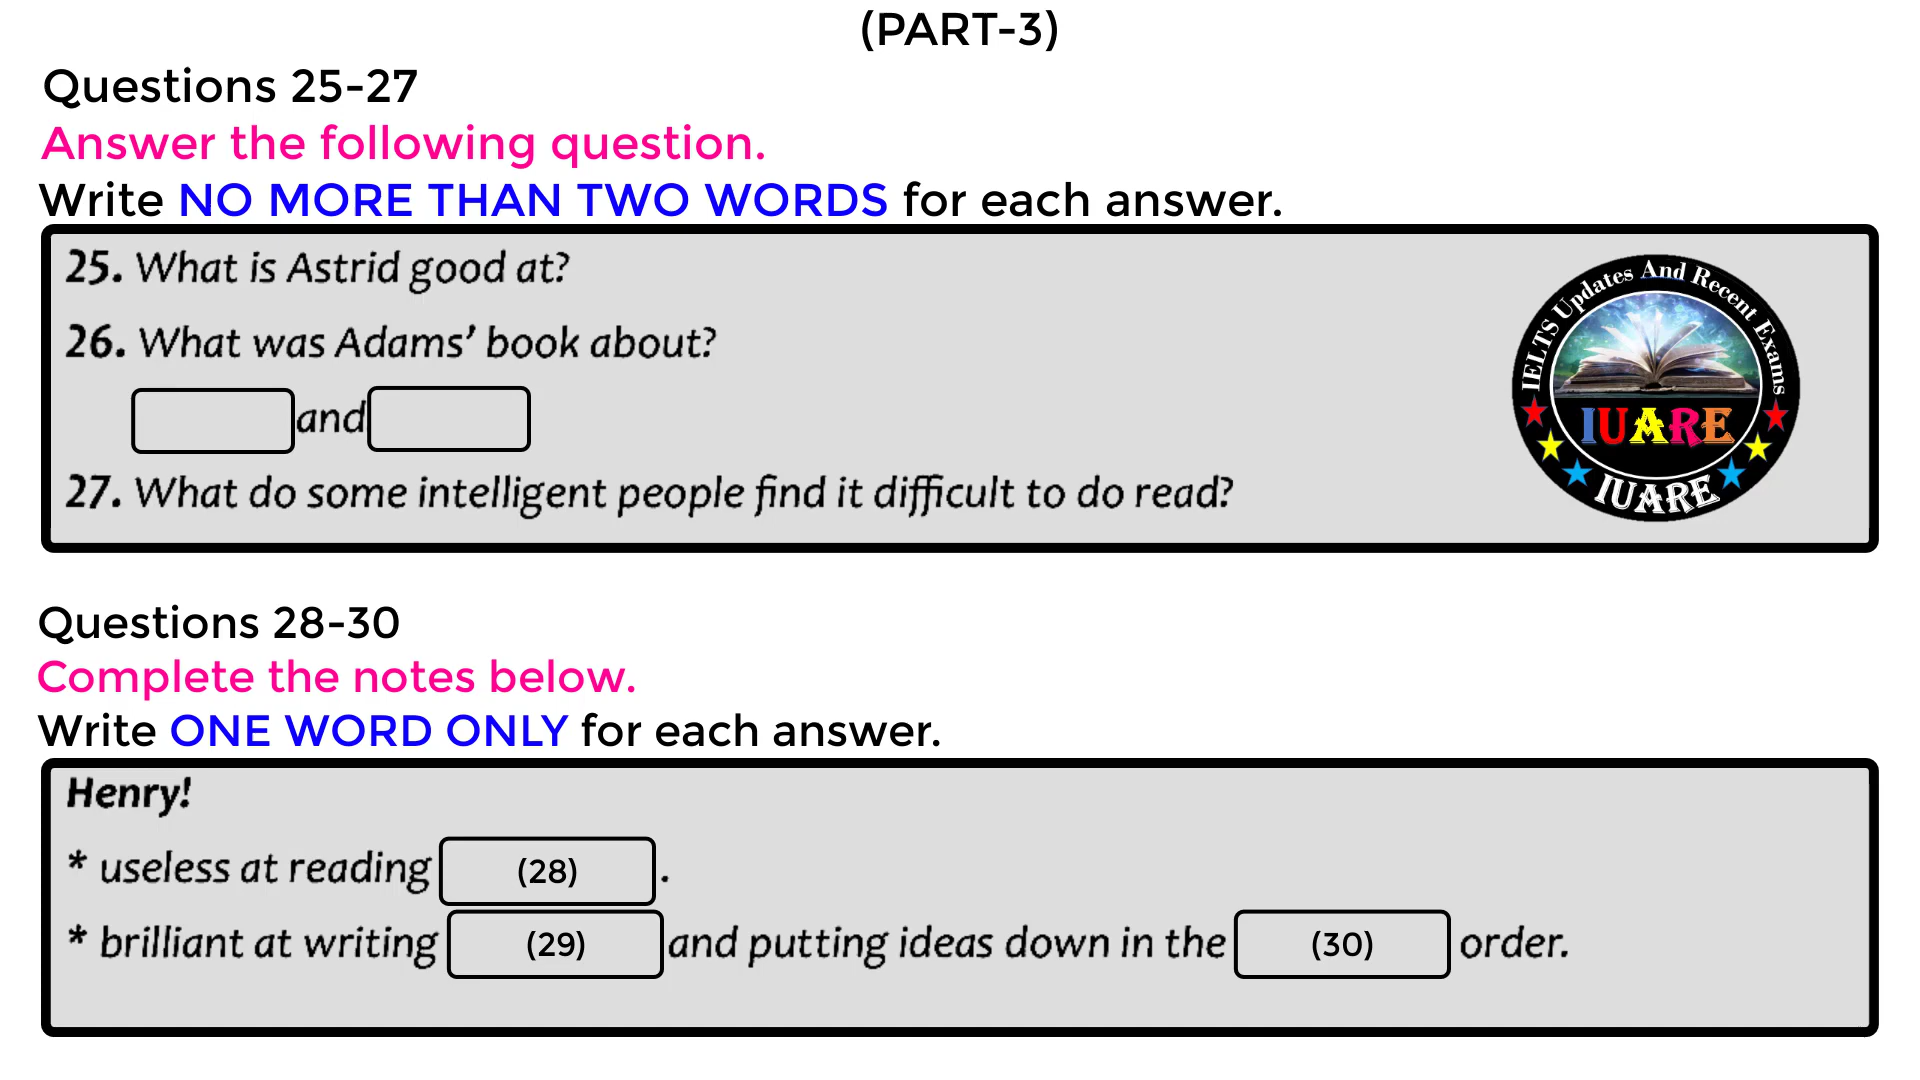 (PART-3)
Questions 25-27
Answer the following question.
Write NO MORE THAN TWO WORDS for each answer.
25. What is Astrid good at?
26. What was Adams' book about?
and
27. What do some intelligent people find it difficult to do read?
IELTS Updates And Recent Exams
IUARE
IUARE
Questions 28-30
Complete the notes below.
Write ONE WORD ONLY for each answer.
Henry!
* useless at reading (28) .
* brilliant at writing (29) and putting ideas down in the (30) order.